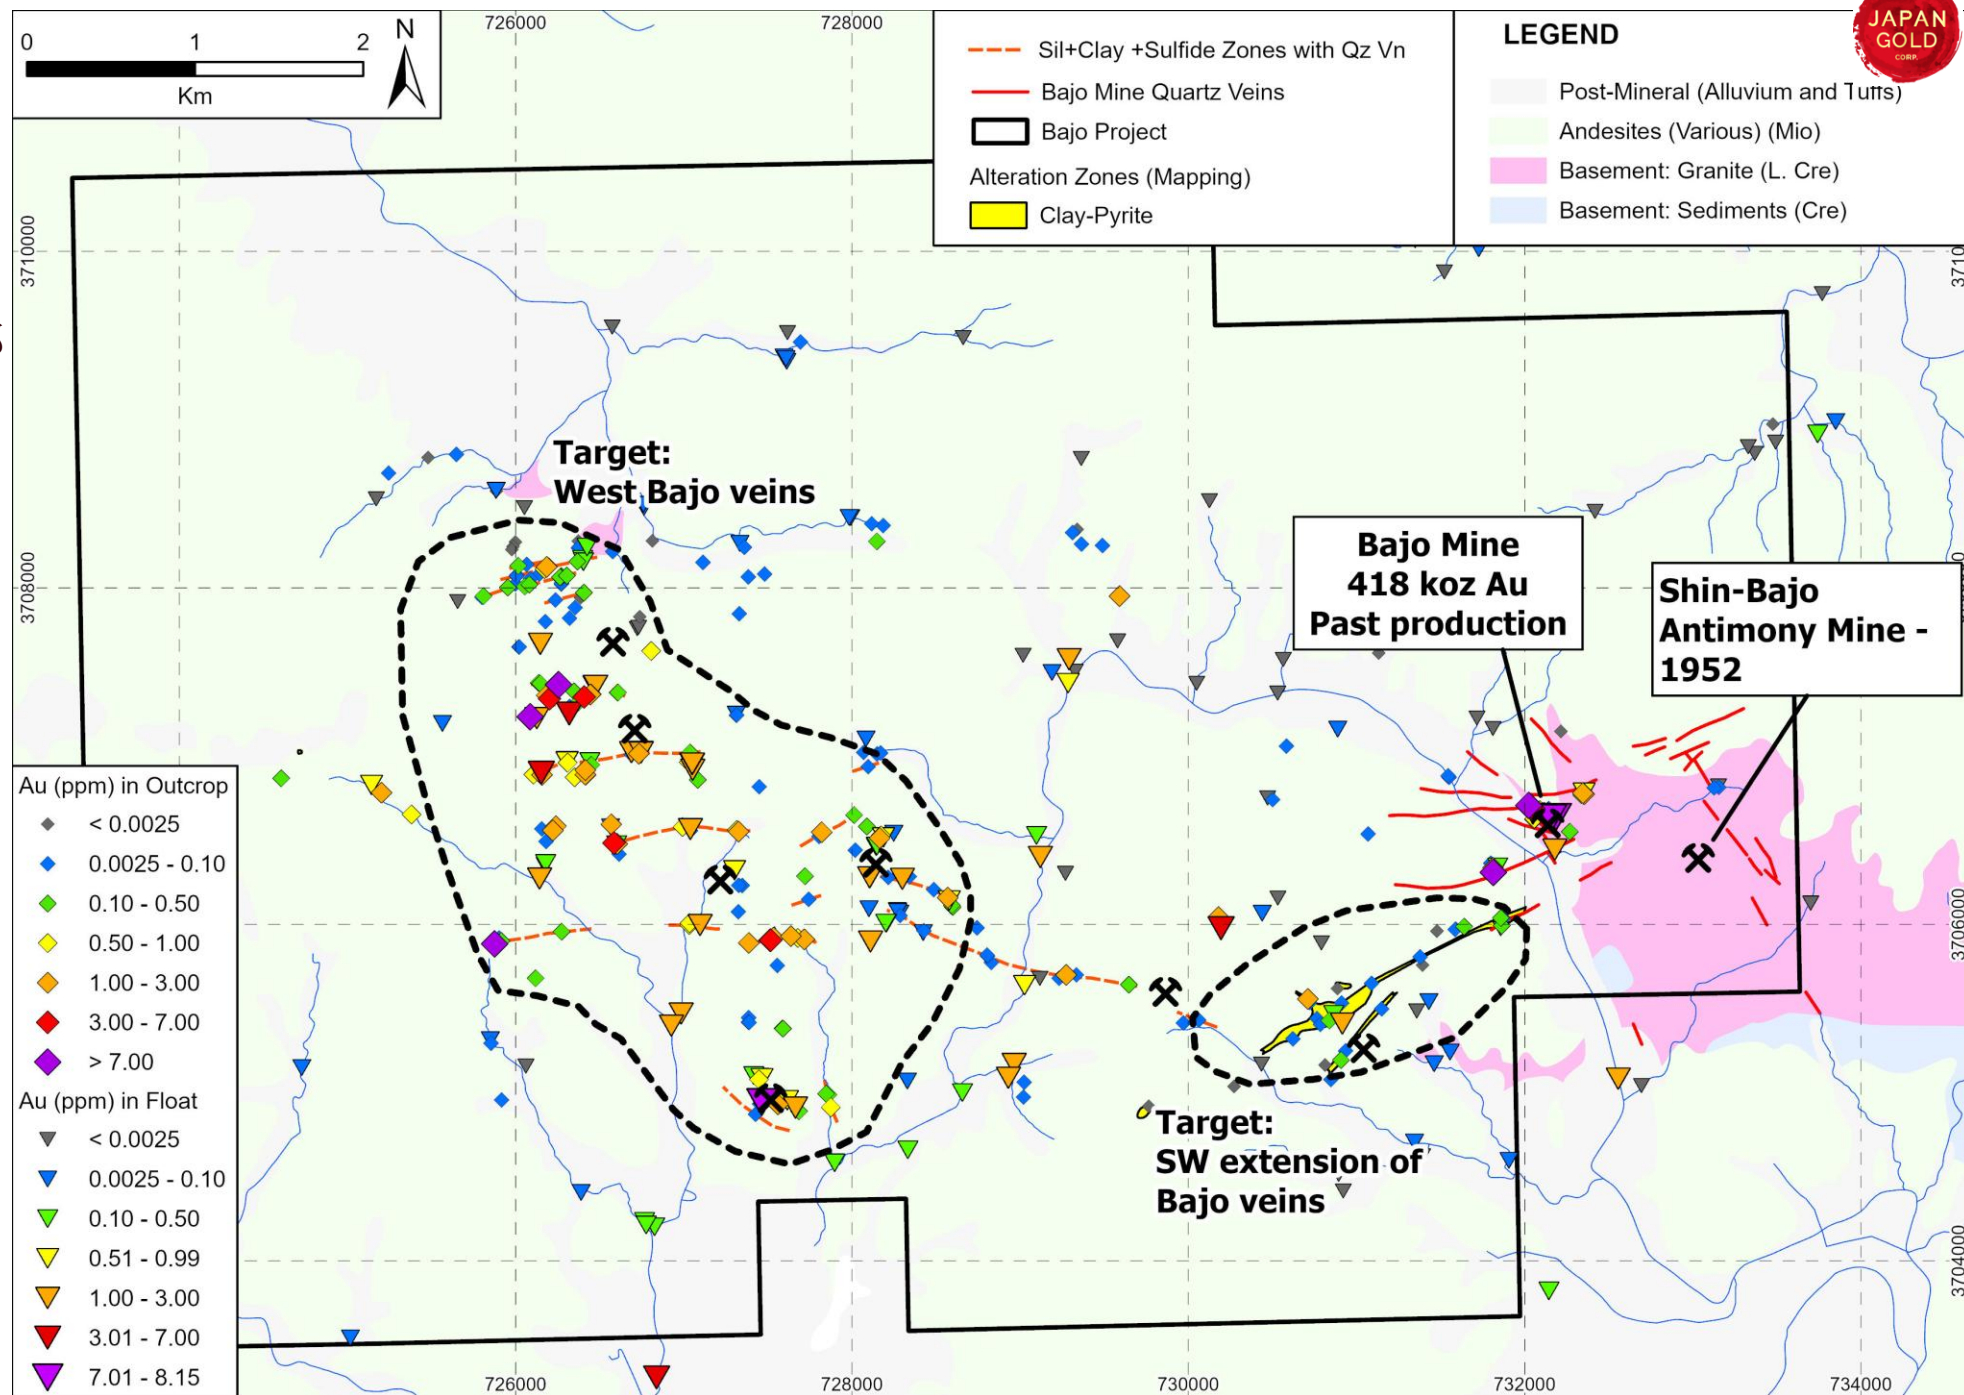 0 1 2
Km
N
726000
728000
Sil+Clay +Sulfide Zones with Qz Vn
Bajo Mine Quartz Veins
Bajo Project
Alteration Zones (Mapping)
Clay-Pyrite
LEGEND
Post-Mineral (Alluvium and Tuffs)
Andesites (Various) (Mio)
Basement: Granite (L. Cre)
Basement: Sediments (Cre)
JAPAN
GOLD
CORP.
3710000
3710
Target:
West Bajo veins
3708000
Bajo Mine
418 koz Au
Past production
Shin-Bajo
Antimony Mine -
1952
3706000
Target:
SW extension of
Bajo veins
3704000
Au (ppm) in Outcrop
< 0.0025
0.0025 - 0.10
0.10 - 0.50
0.50 - 1.00
1.00 - 3.00
3.00 - 7.00
> 7.00
Au (ppm) in Float
< 0.0025
0.0025 - 0.10
0.10 - 0.50
0.51 - 0.99
1.00 - 3.00
3.01 - 7.00
7.01 - 8.15
726000
728000
730000
732000
734000